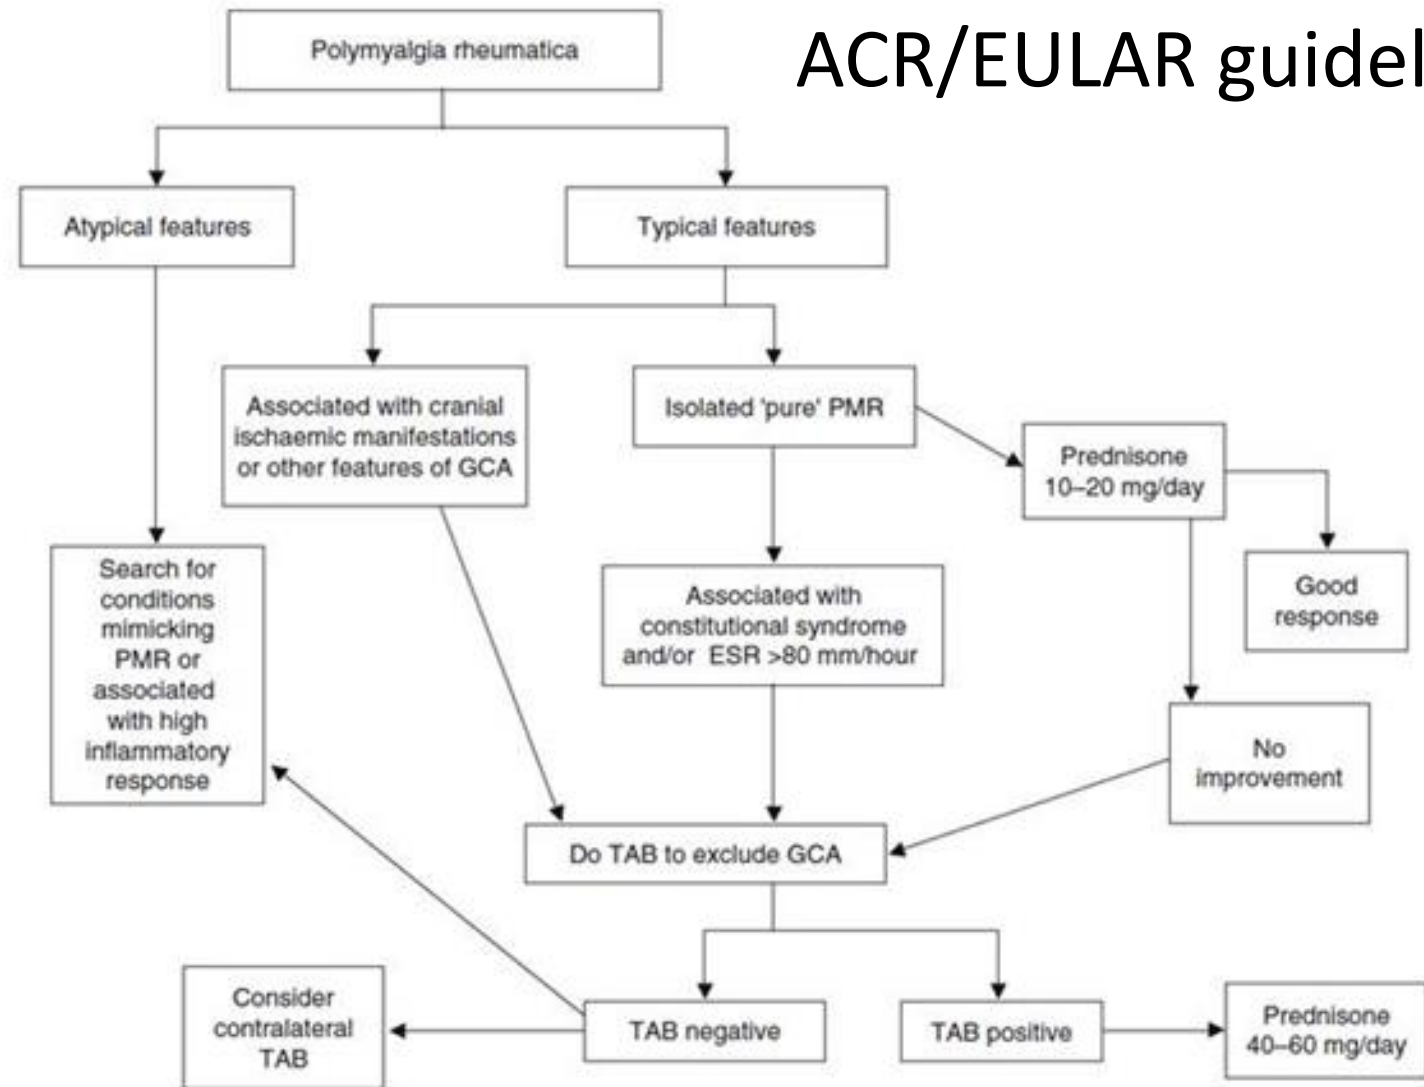 ACR/EULAR guidel
Polymyalgia rheumatica
Atypical features
Typical features
Associated with cranial
ischaemic manifestations
or other features of GCA
Isolated 'pure' PMR
Prednisone
10–20 mg/day
Search for
conditions
mimicking
PMR or
associated
with high
inflammatory
response
Associated with
constitutional syndrome
and/or ESR >80 mm/hour
Good
response
No
improvement
Do TAB to exclude GCA
Consider
contralateral
TAB
TAB negative
TAB positive
Prednisone
40–60 mg/day